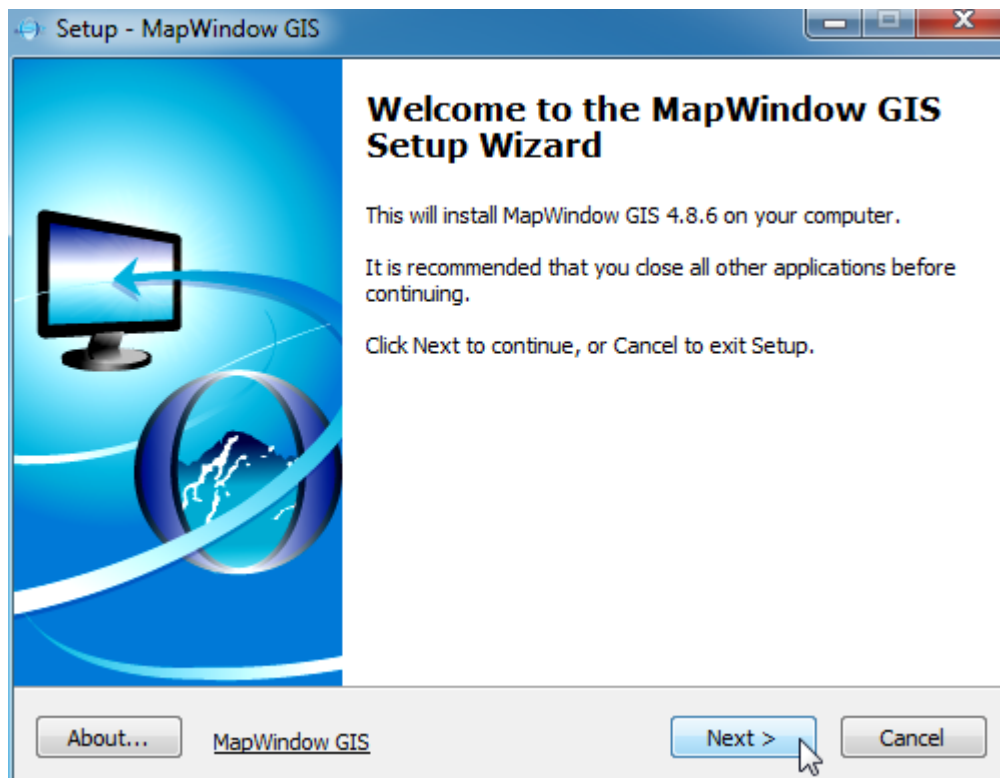 Setup - MapWindow GIS
Welcome to the MapWindow GIS
Setup Wizard
This will install MapWindow GIS 4.8.6 on your computer.
It is recommended that you close all other applications before
continuing.
Click Next to continue, or Cancel to exit Setup.
About...
MapWindow GIS
Next >
Cancel